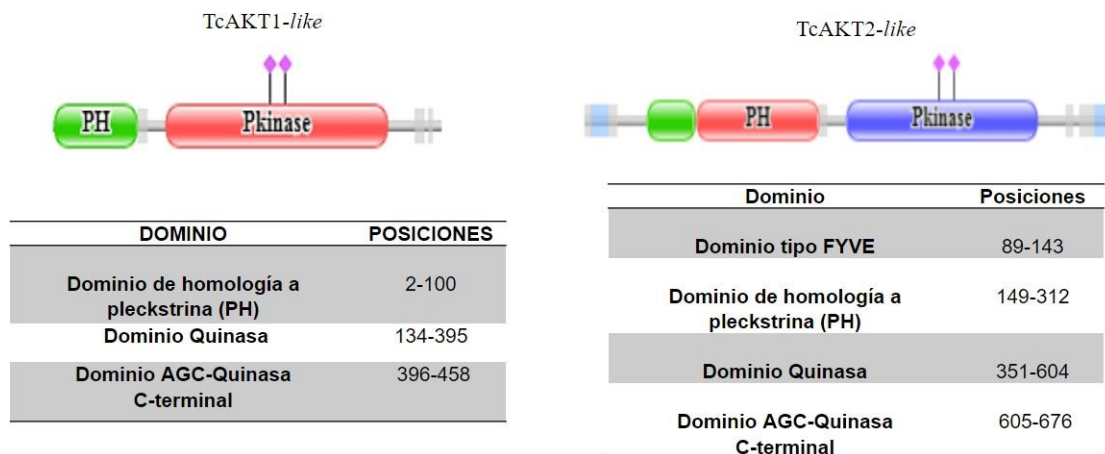 TcAKT1-like
PH
Pkinase
DOMINIO POSICIONES
Dominio de homología a
pleckstrina (PH)
2-100
Dominio Quinasa 134-395
Dominio AGC-Quinasa
C-terminal
396-458
TcAKT2-like
PH
Pkinase
Dominio Posiciones
Dominio tipo FYVE 89-143
Dominio de homología a
pleckstrina (PH)
149-312
Dominio Quinasa 351-604
Dominio AGC-Quinasa
C-terminal
605-676